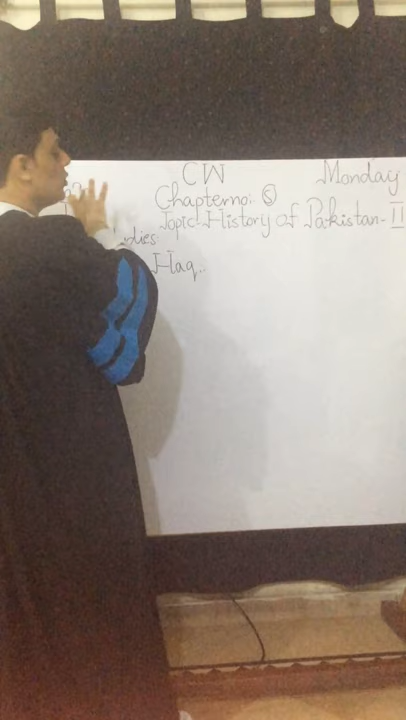 CW Monday
Chapter no: 5
Topic History of Pakistan-II
dies:
Haq.